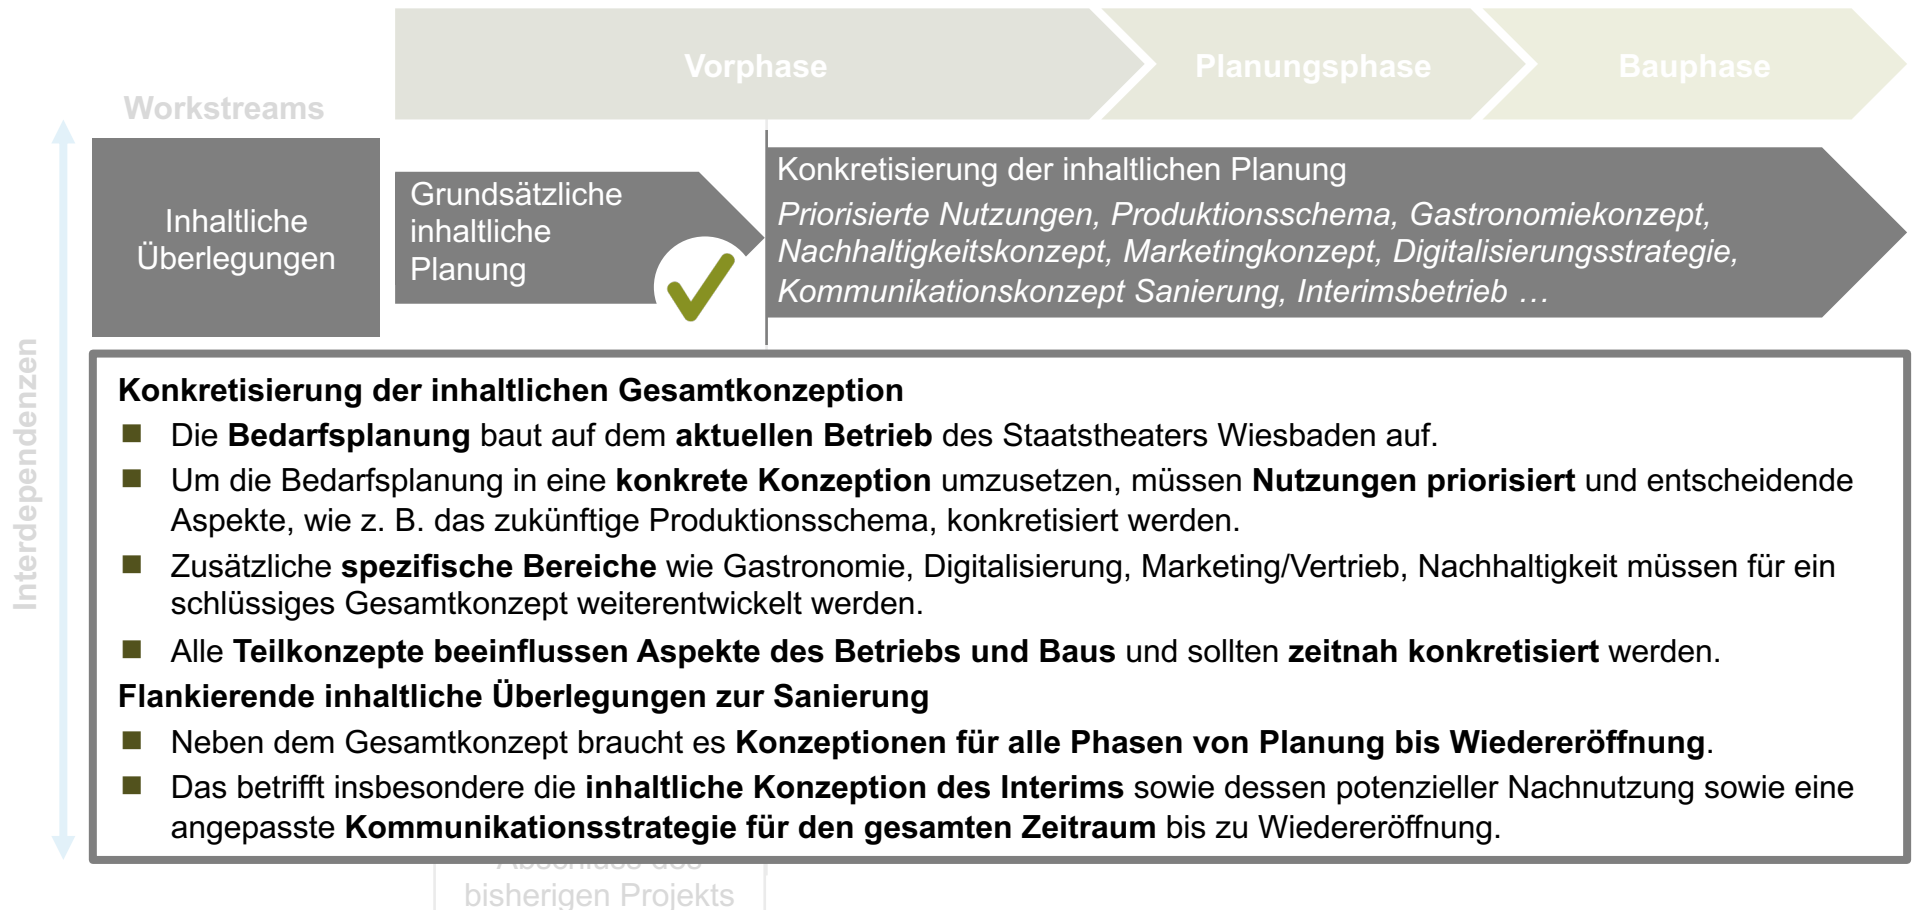 Vorphase
Planungsphase
Bauphase
Workstreams
Interdependenzen
Inhaltliche
Überlegungen
Grundsätzliche
inhaltliche
Planung
Konkretisierung der inhaltlichen Planung
Priorisierte Nutzungen, Produktionsschema, Gastronomiekonzept,
Nachhaltigkeitskonzept, Marketingkonzept, Digitalisierungsstrategie,
Kommunikationskonzept Sanierung, Interimsbetrieb …
Konkretisierung der inhaltlichen Gesamtkonzeption
Die Bedarfsplanung baut auf dem aktuellen Betrieb des Staatstheaters Wiesbaden auf.
Um die Bedarfsplanung in eine konkrete Konzeption umzusetzen, müssen Nutzungen priorisiert und entscheidende
Aspekte, wie z. B. das zukünftige Produktionsschema, konkretisiert werden.
Zusätzliche spezifische Bereiche wie Gastronomie, Digitalisierung, Marketing/Vertrieb, Nachhaltigkeit müssen für ein
schlüssiges Gesamtkonzept weiterentwickelt werden.
Alle Teilkonzepte beeinflussen Aspekte des Betriebs und Baus und sollten zeitnah konkretisiert werden.
Flankierende inhaltliche Überlegungen zur Sanierung
Neben dem Gesamtkonzept braucht es Konzeptionen für alle Phasen von Planung bis Wiedereröffnung.
Das betrifft insbesondere die inhaltliche Konzeption des Interims sowie dessen potenzieller Nachnutzung sowie eine
angepasste Kommunikationsstrategie für den gesamten Zeitraum bis zu Wiedereröffnung.
Abschluss des
bisherigen Projekts